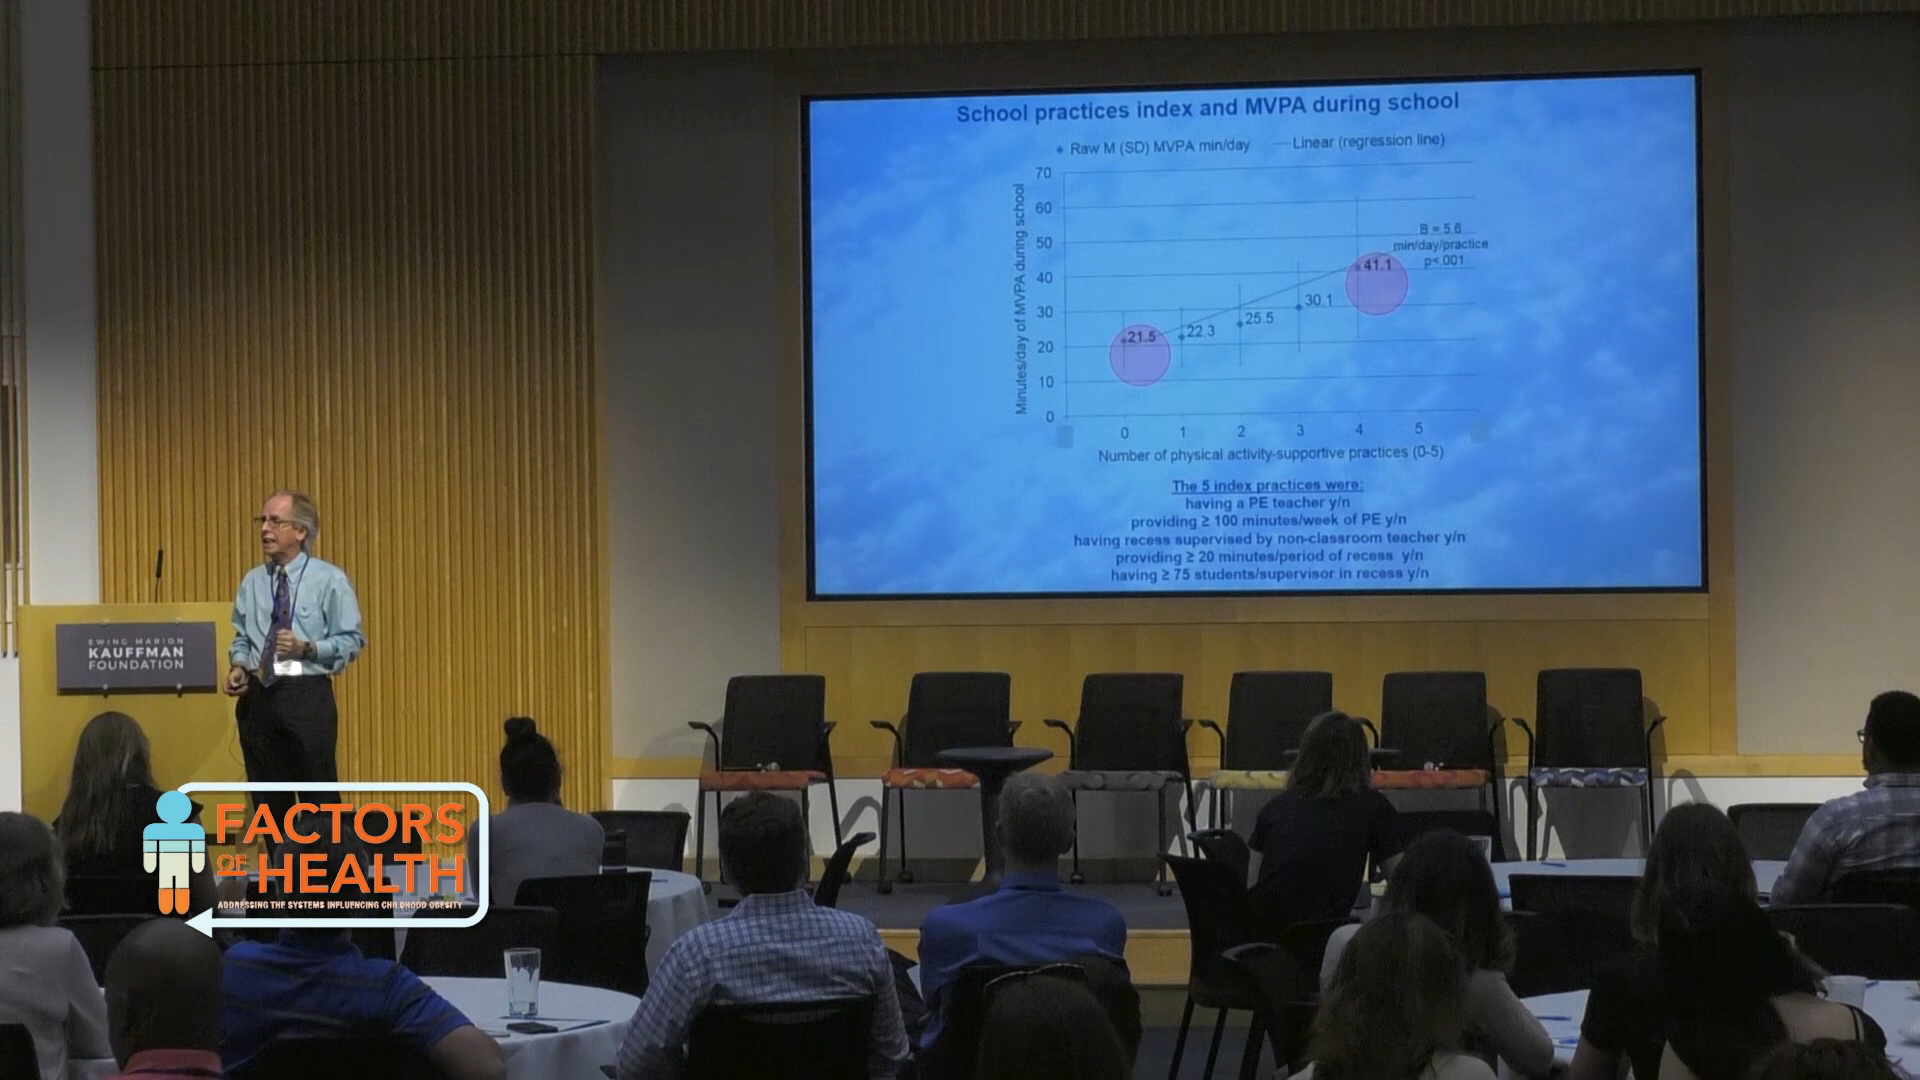 School practices index and MVPA during school
Raw M (SD) MVPA min/day
Linear (regression line)
Minutes/day of MVPA during school
70
60
50
40
30
20
10
0
B = 5.6
min/day/practice
p<.001
41.1
30.1
25.5
22.3
21.5
0 1 2 3 4 5
Number of physical activity-supportive practices (0-5)
The 5 index practices were:
having a PE teacher y/n
providing ≥ 100 minutes/week of PE y/n
having recess supervised by non-classroom teacher y/n
providing ≥ 20 minutes/period of recess y/n
having ≥ 75 students/supervisor in recess y/n
EWING MARION
KAUFFMAN
FOUNDATION
FACTORS
OF HEALTH
ADDRESSING THE SYSTEMS INFLUENCING CHILDHOOD OBESITY